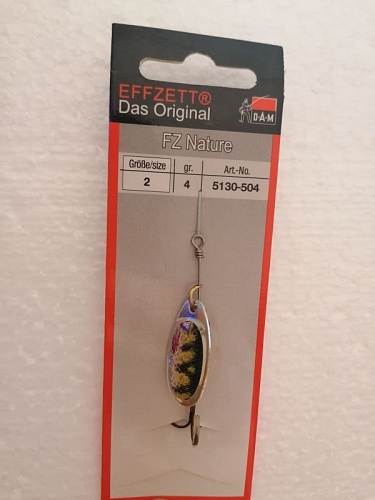 EFFZETT®
Das Original
D·A·M
FZ Nature
Größe/size gr. Art.-No.
2 4 5130-504